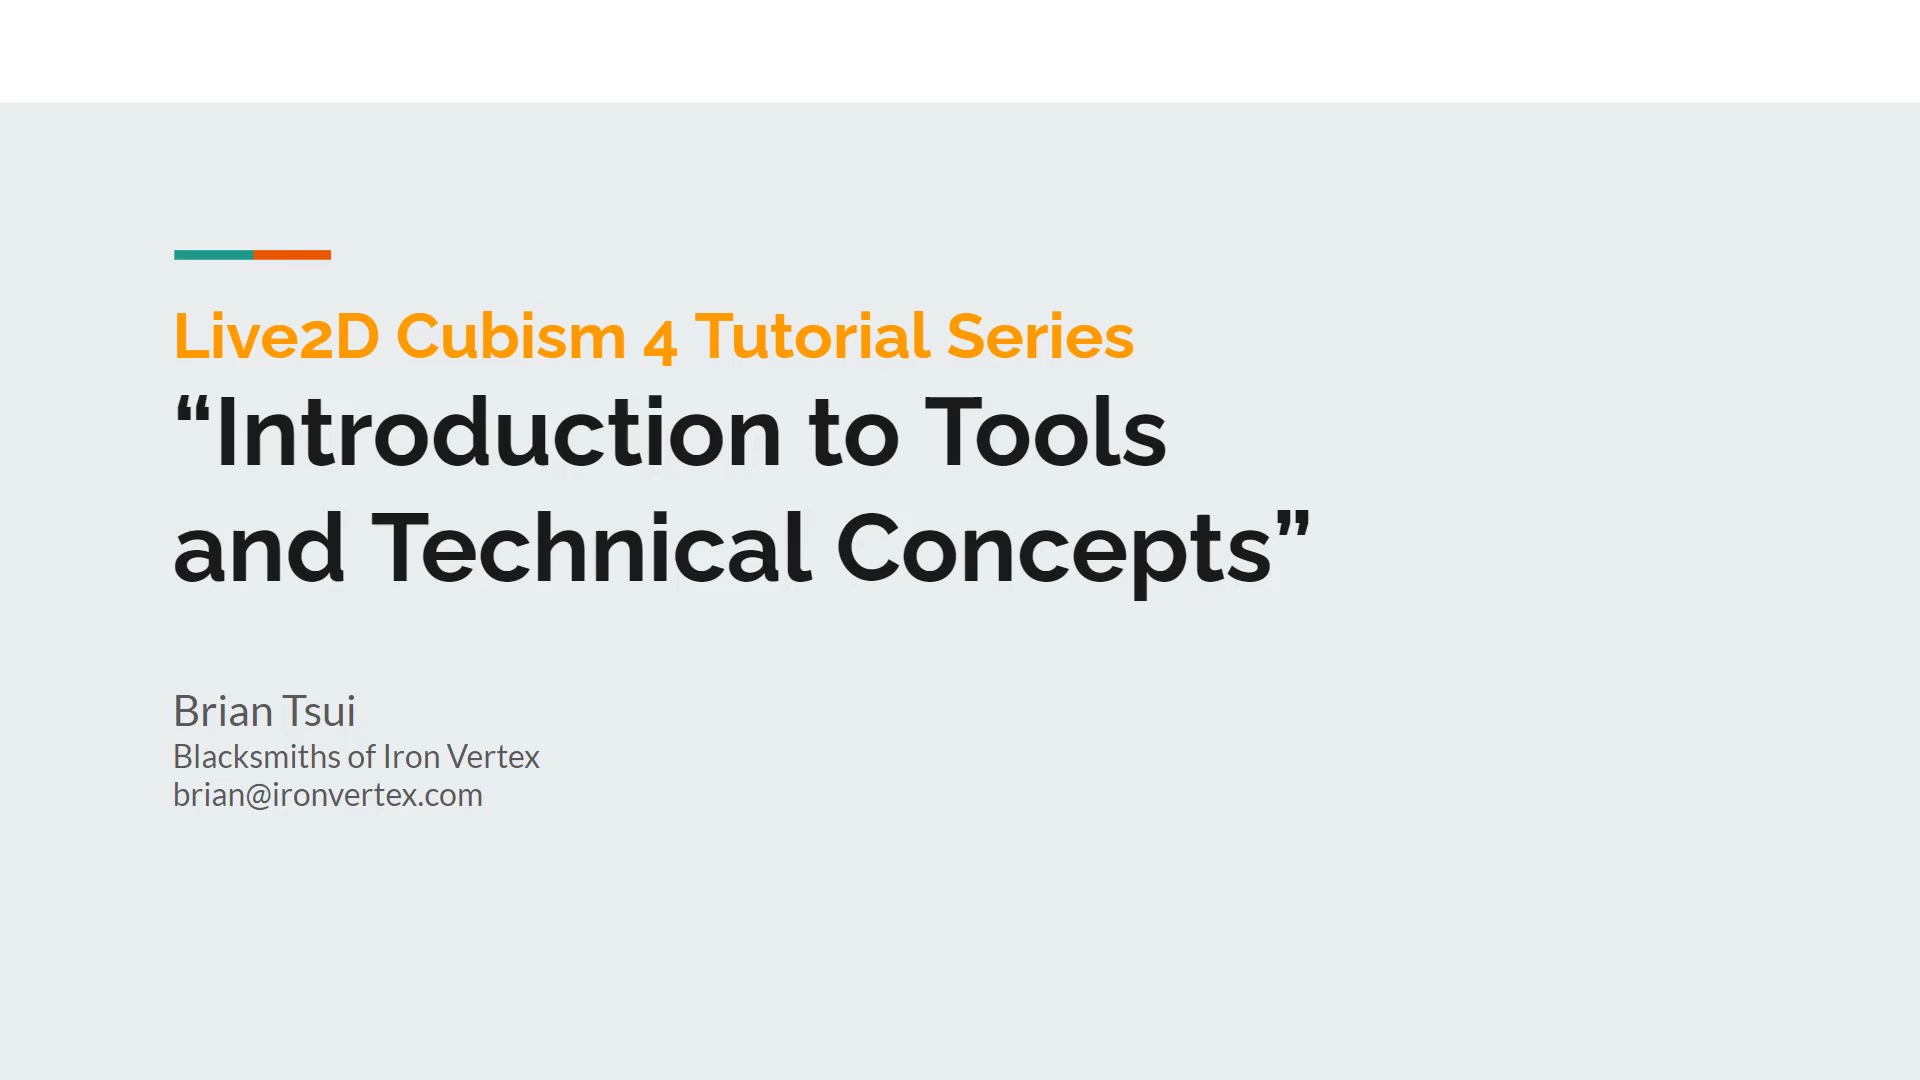 Live2D Cubism 4 Tutorial Series
“Introduction to Tools
and Technical Concepts”
Brian Tsui
Blacksmiths of Iron Vertex
brian@ironvertex.com